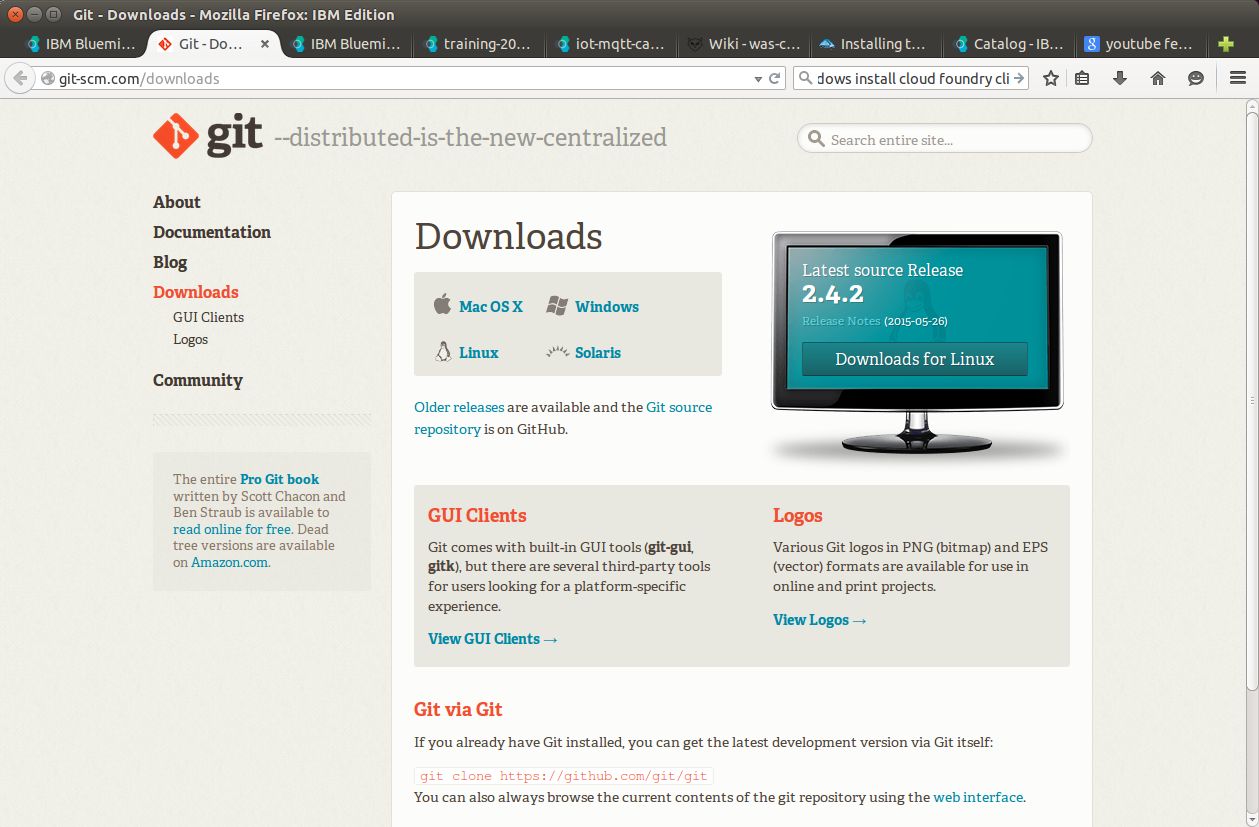 Git - Downloads - Mozilla Firefox: IBM Edition
IBM Bluemi...
Git - Do...
IBM Bluemi...
training-20...
iot-mqtt-ca...
Wiki - was-c...
Installing t...
Catalog - IB...
youtube fe...
git-scm.com/downloads
dows install cloud foundry cli
git --distributed-is-the-new-centralized
Search entire site...
About
Documentation
Blog
Downloads
GUI Clients
Logos
Community
The entire Pro Git book
written by Scott Chacon and
Ben Straub is available to
read online for free. Dead
tree versions are available
on Amazon.com.
Downloads
Mac OS X
Windows
Linux
Solaris
Older releases are available and the Git source
repository is on GitHub.
Latest source Release
2.4.2
Release Notes (2015-05-26)
Downloads for Linux
GUI Clients
Git comes with built-in GUI tools (git-gui,
gitk), but there are several third-party tools
for users looking for a platform-specific
experience.
View GUI Clients →
Logos
Various Git logos in PNG (bitmap) and EPS
(vector) formats are available for use in
online and print projects.
View Logos →
Git via Git
If you already have Git installed, you can get the latest development version via Git itself:
git clone https://github.com/git/git
You can also always browse the current contents of the git repository using the web interface.